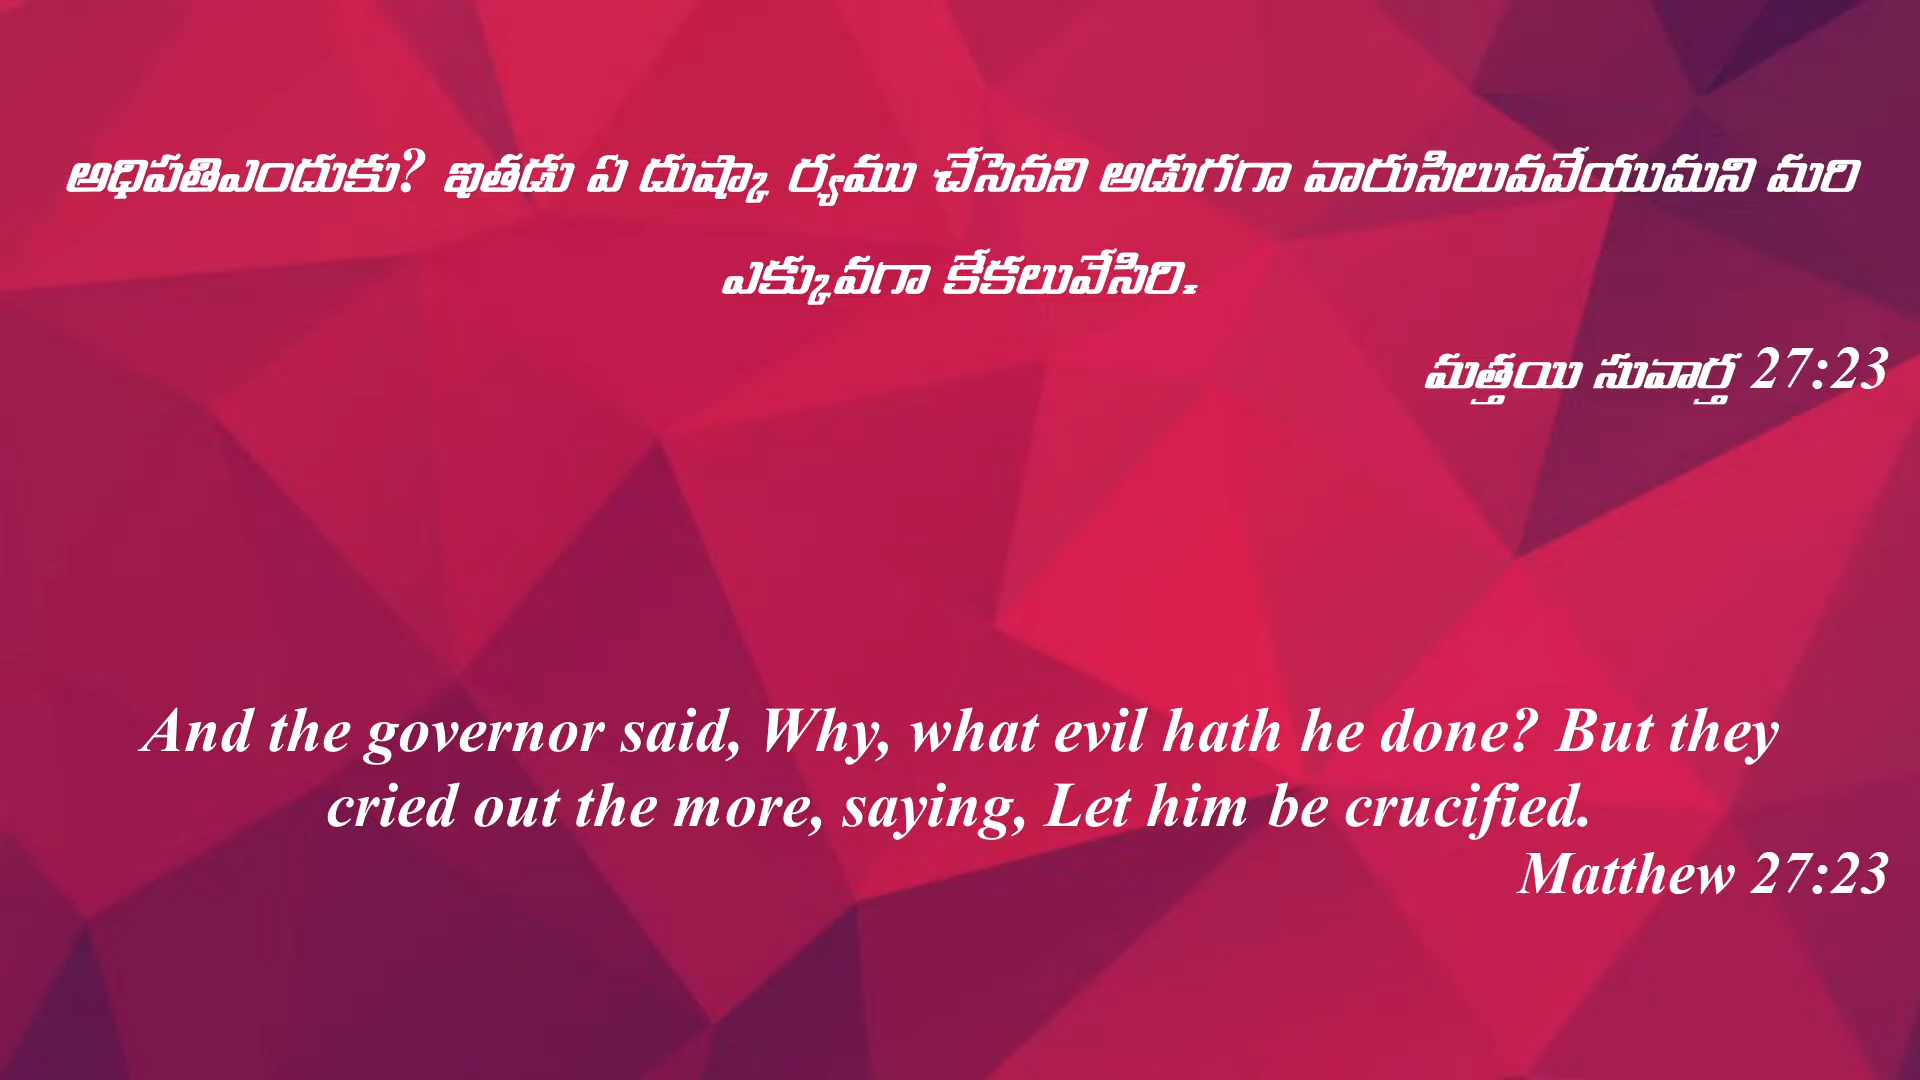 అధిపతిఎందుకు? ఇతడు ఏ దుష్కా ర్యము చేసెనని అడుగగా వారుసిలువవేయుమని మరి
ఎక్కువగా కేకలువేసిరి.
మత్తయి సువార్త 27:23
And the governor said, Why, what evil hath he done? But they
cried out the more, saying, Let him be crucified.
Matthew 27:23